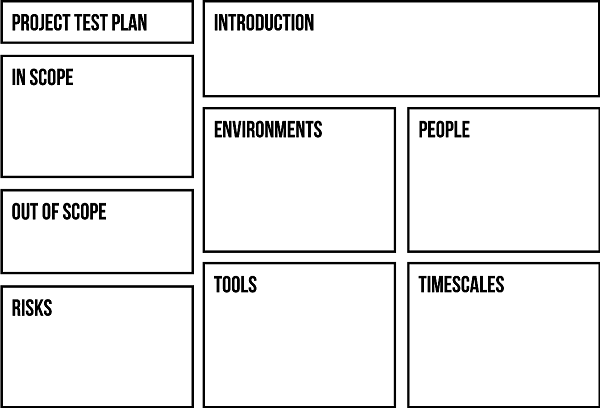 PROJECT TEST PLAN
INTRODUCTION
IN SCOPE
ENVIRONMENTS
PEOPLE
OUT OF SCOPE
TOOLS
TIMESCALES
RISKS